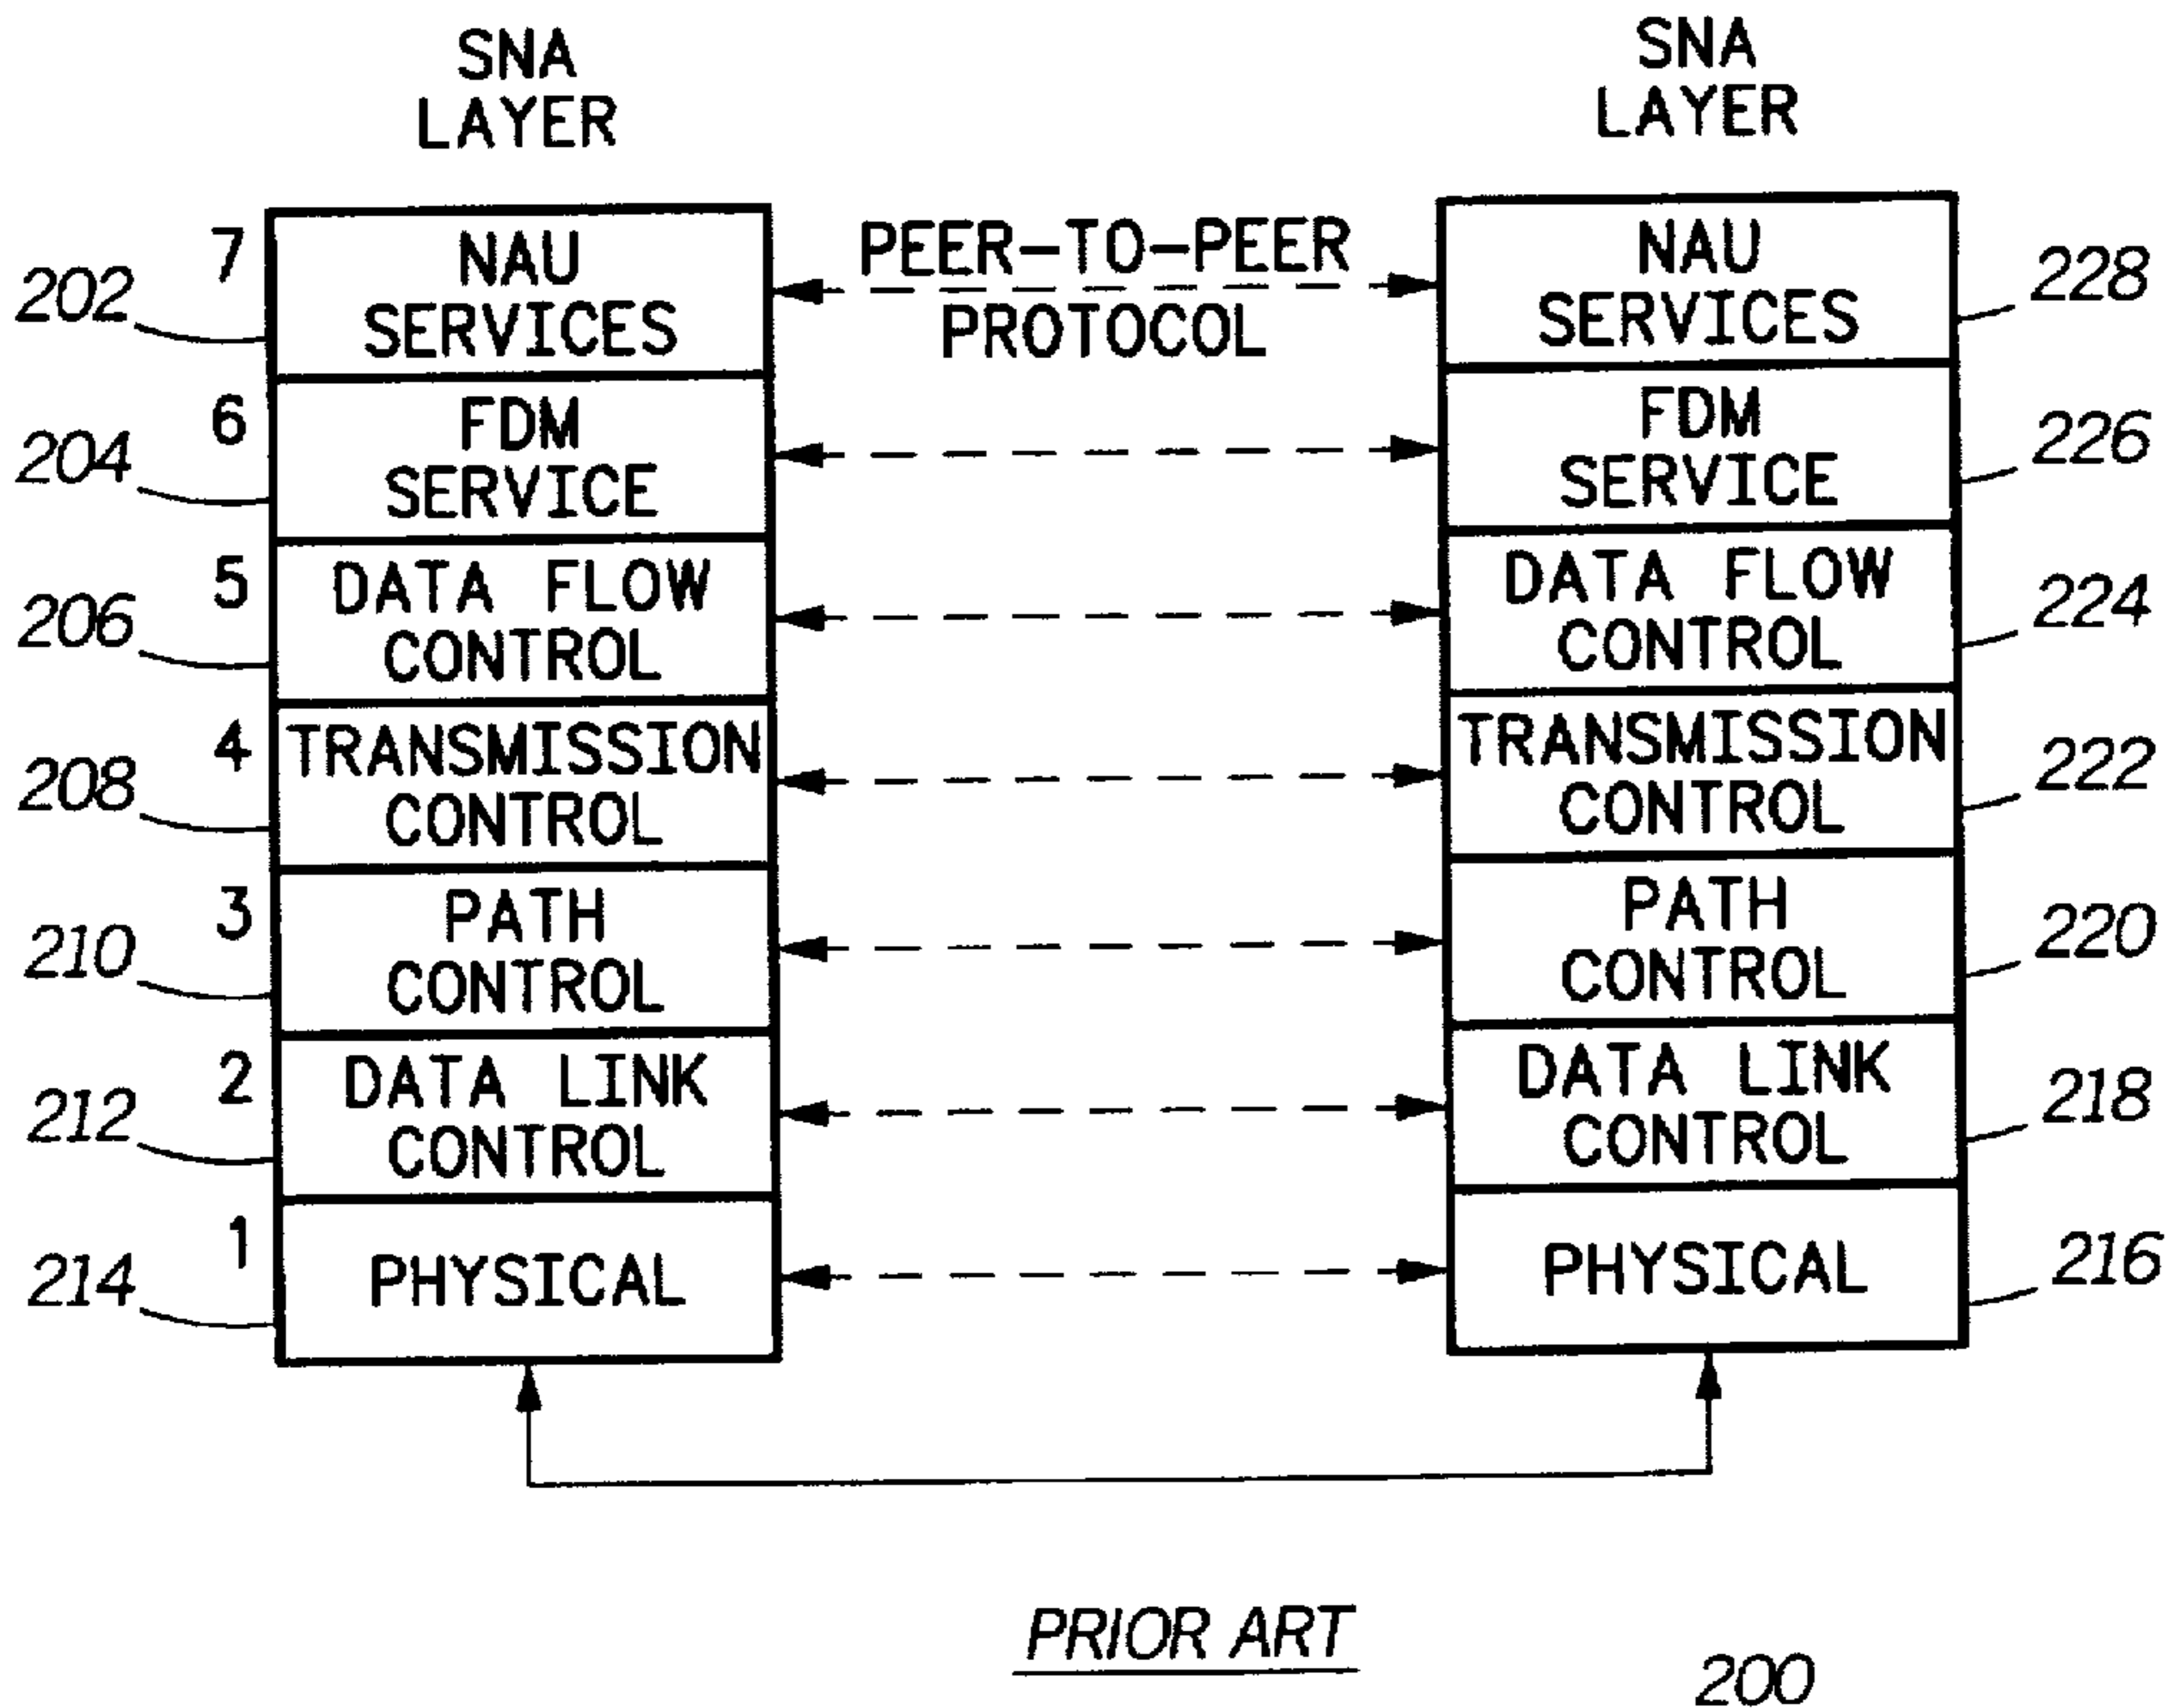 SNA
LAYER
SNA
LAYER
7
NAU
SERVICES
202
PEER-TO-PEER
PROTOCOL
NAU
SERVICES
228
6
FDM
SERVICE
204
FDM
SERVICE
226
5
DATA FLOW
CONTROL
206
DATA FLOW
CONTROL
224
4
TRANSMISSION
CONTROL
208
TRANSMISSION
CONTROL
222
3
PATH
CONTROL
210
PATH
CONTROL
220
2
DATA LINK
CONTROL
212
DATA LINK
CONTROL
218
1
PHYSICAL
214
PHYSICAL
216
PRIOR ART
200